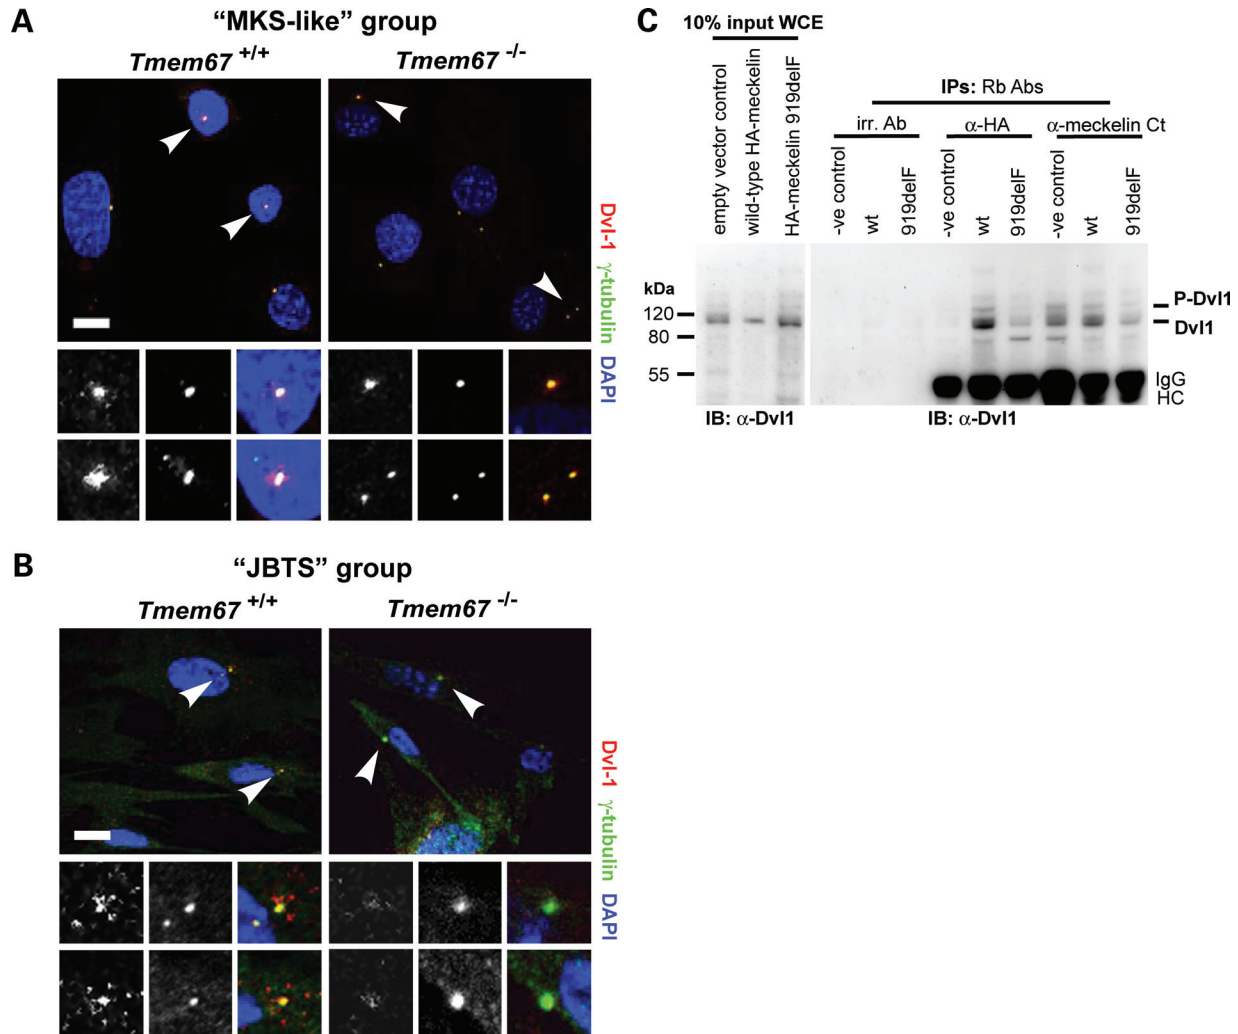 A
“MKS-like” group
Tmem67 +/+
Tmem67 -/-
Dvl-1 γ-tubulin DAPI
B
“JBTS” group
Tmem67 +/+
Tmem67 -/-
Dvl-1 γ-tubulin DAPI
C
10% input WCE
empty vector control
wild-type HA-meckelin
HA-meckelin 919delF
IPs: Rb Abs
irr. Ab
α-HA
α-meckelin Ct
-ve control
wt
919delF
-ve control
wt
919delF
-ve control
wt
919delF
kDa
120
80
55
P-Dvl1
Dvl1
IgG
HC
IB: α-Dvl1
IB: α-Dvl1